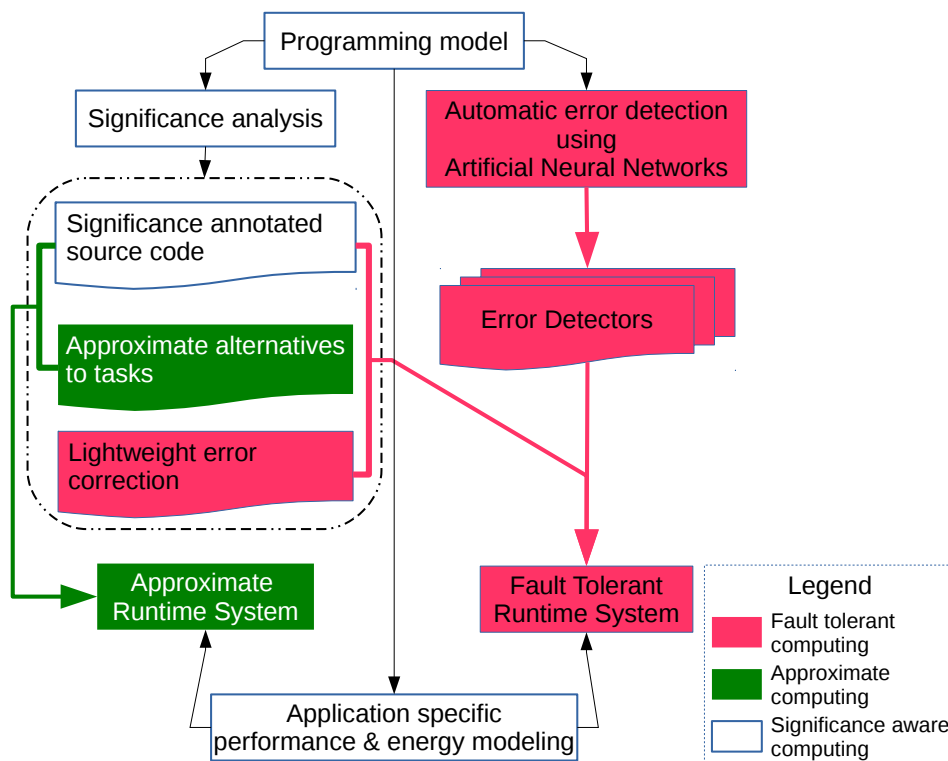 Programming model
Significance analysis
Automatic error detection
using
Artificial Neural Networks
Significance annotated
source code
Error Detectors
Approximate alternatives
to tasks
Lightweight error
correction
Approximate
Runtime System
Fault Tolerant
Runtime System
Application specific
performance & energy modeling
Legend
Fault tolerant
computing
Approximate
computing
Significance aware
computing